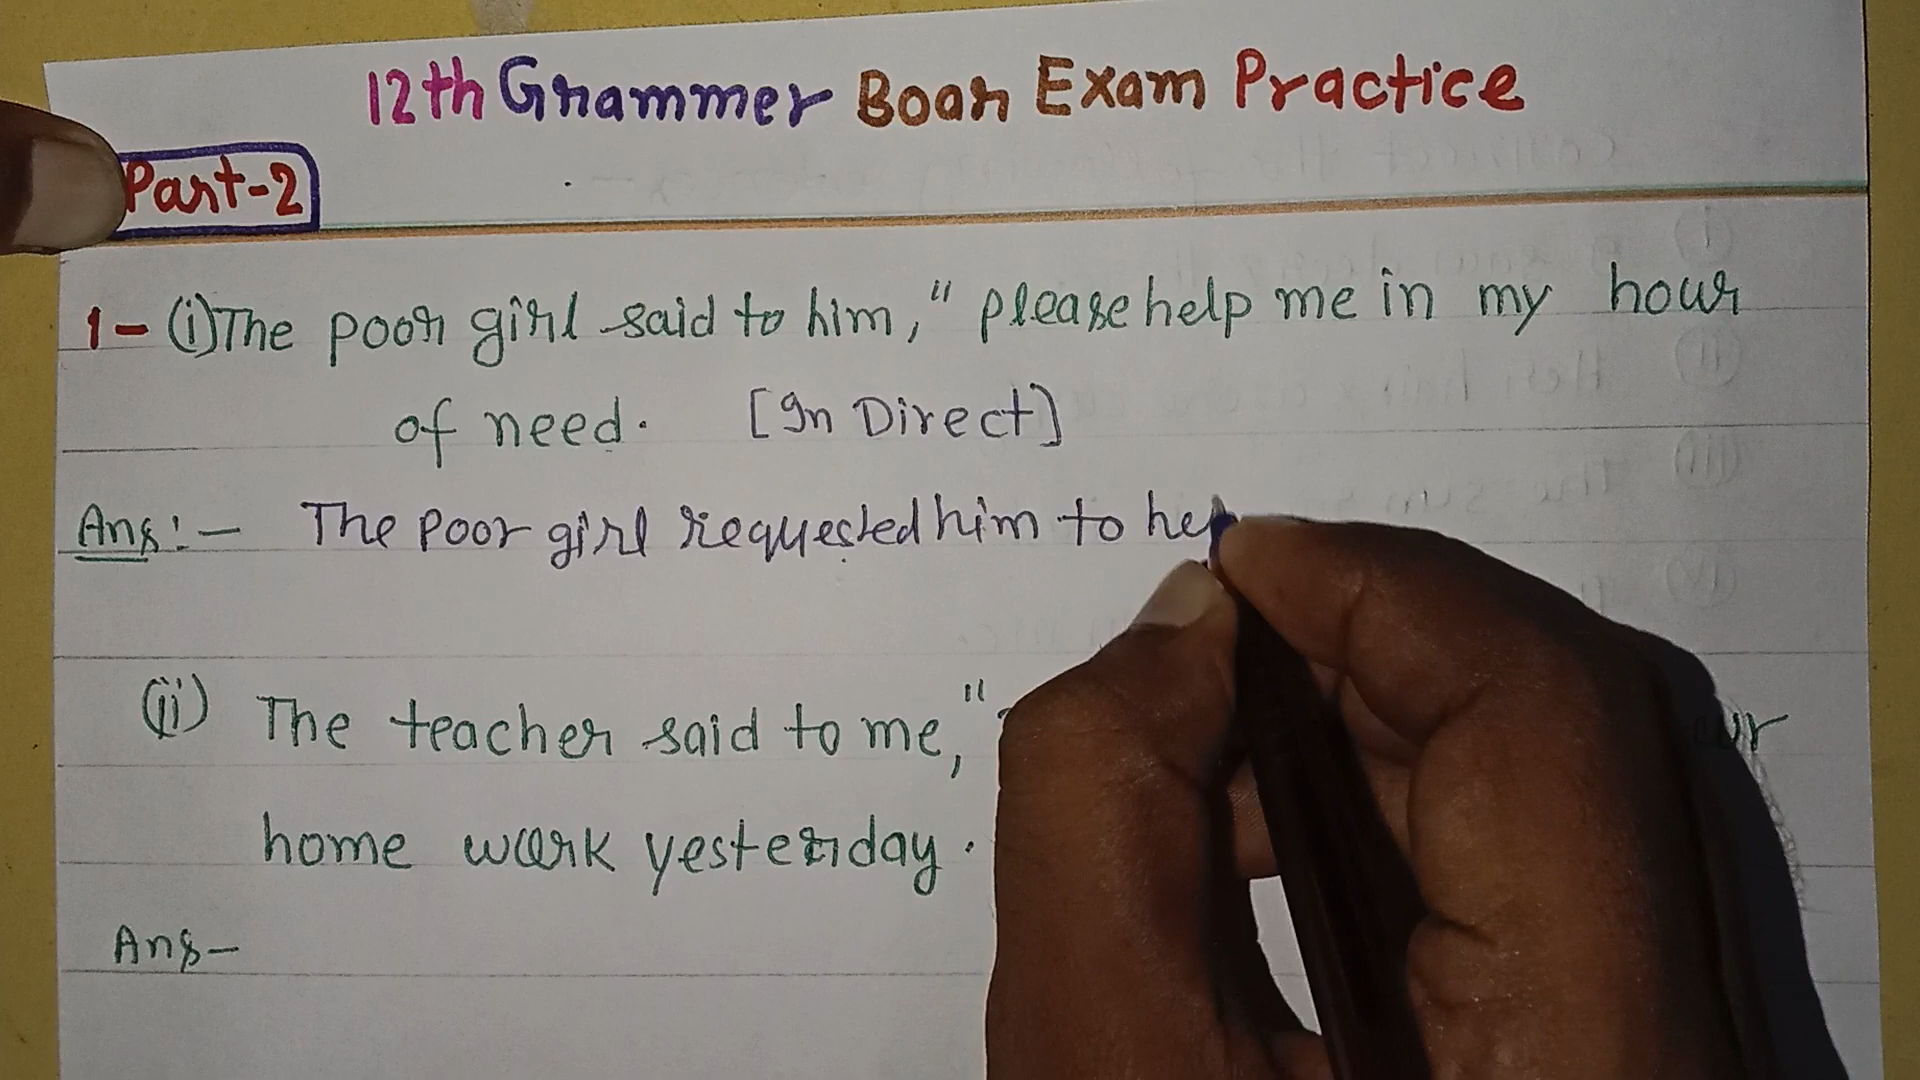 12th Grammer Boar Exam Practice
Part-2
1- (i) The poor girl said to him, " please help me in my hour
of need. [In Direct]
Ans:- The poor girl requested him to hel
(ii) The teacher said to me, "
home work yesterday.
Ans-